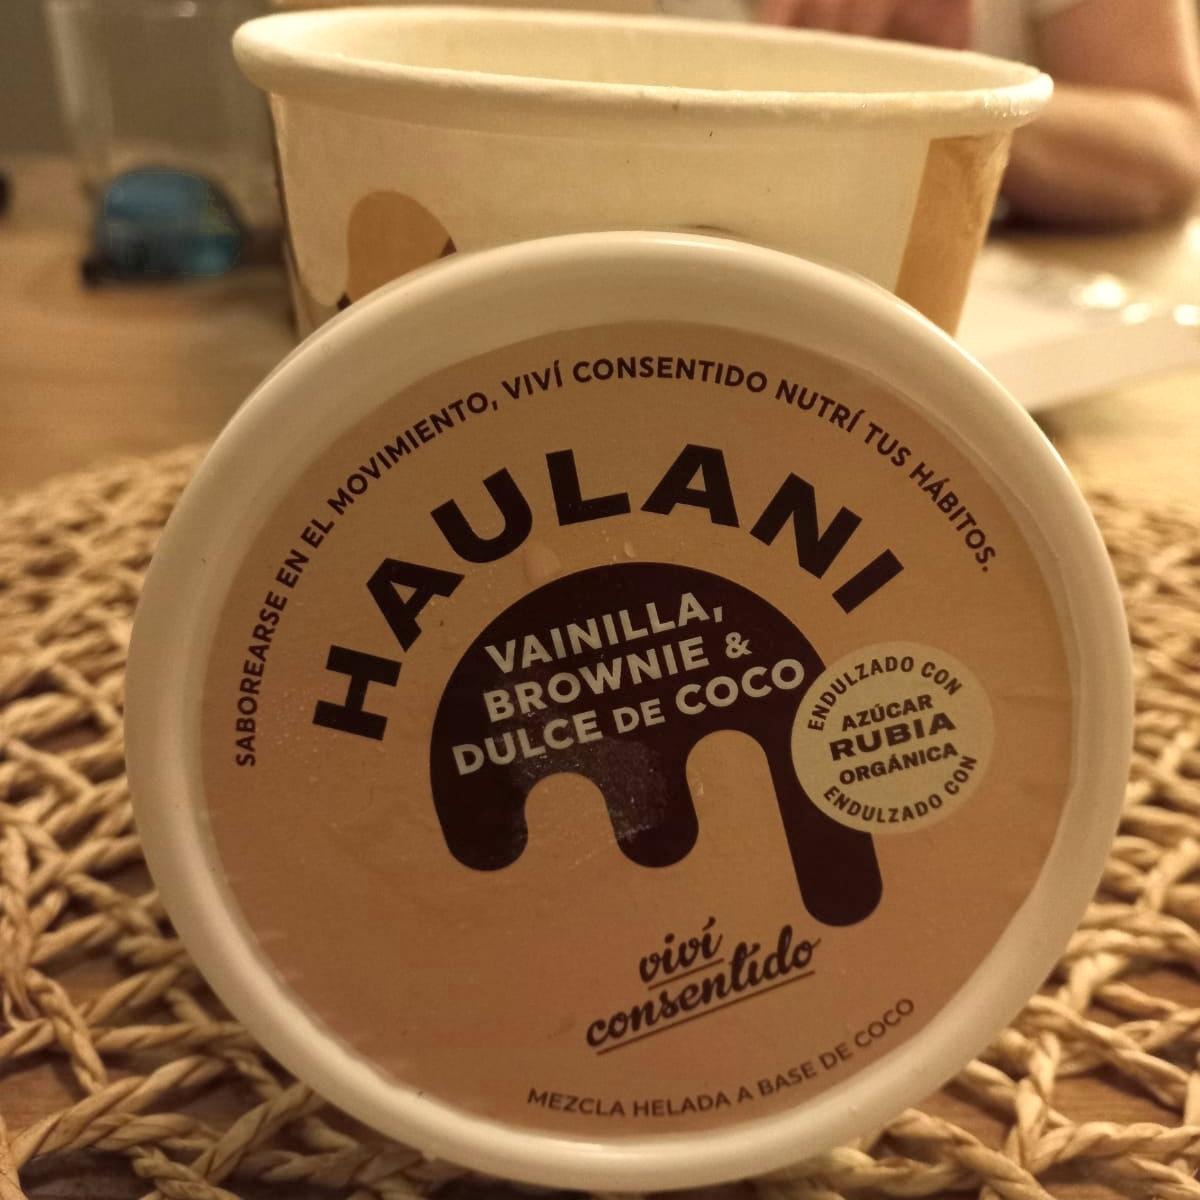 SABOREARSE EN EL MOVIMIENTO, VIVÍ CONSENTIDO NUTRÍ TUS HÁBITOS.
HAULANI
VAINILLA,
BROWNIE &
DULCE DE COCO
ENDULZADO CON
AZÚCAR
RUBIA
ORGÁNICA
ENDULZADO CON
viví
consentido
MEZCLA HELADA A BASE DE COCO